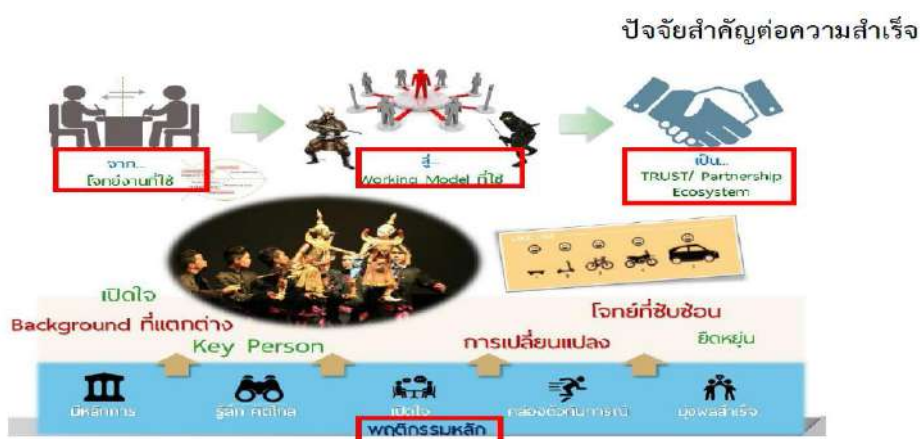 ปัจจัยสำคัญต่อความสำเร็จ
จาก...
โจทย์งานที่ใช่
สู่...
Working Model ที่ใช่
เป็น...
TRUST/ Partnership
Ecosystem
เปิดใจ
Background ที่แตกต่าง
Key Person
โจทย์ที่ซับซ้อน
การเปลี่ยนแปลง
ยืดหยุ่น
มีหลักการ
รู้ลึก คิดไกล
เปิดใจ
คล่องตัวทันการณ์
มุ่งผลสำเร็จ
พฤติกรรมหลัก